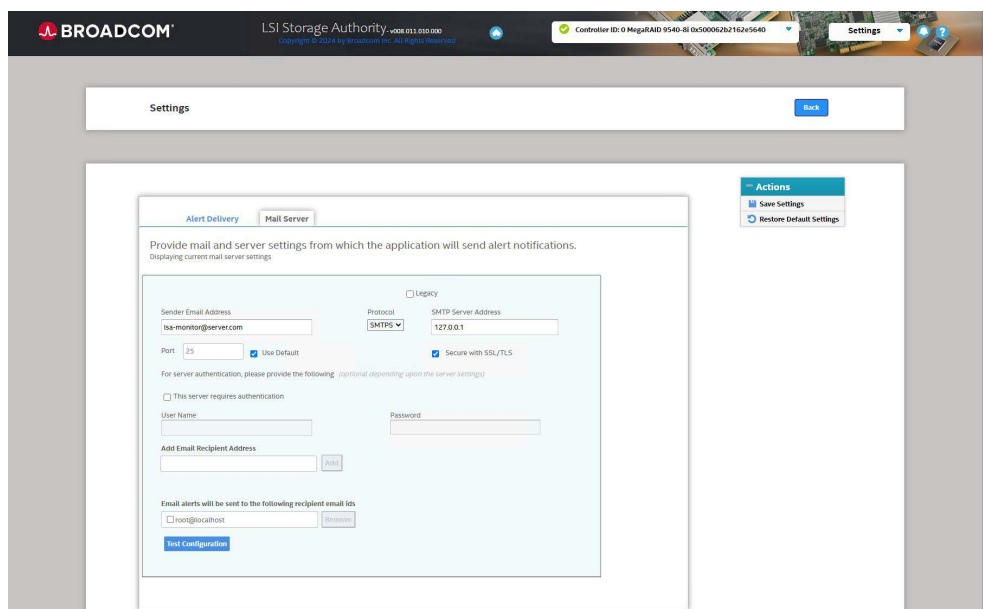 BROADCOM®
LSI Storage Authority v008.011.010.000
Copyright © 2024 by Broadcom Inc. All Rights Reserved
Controller ID: 0 MegaRAID 9540-8i 0x500062b2162e5640
Settings
?
Settings
Back
Actions
Save Settings
Restore Default Settings
Alert Delivery
Mail Server
Provide mail and server settings from which the application will send alert notifications.
Displaying current mail server settings
Legacy
Sender Email Address Protocol SMTP Server Address
lsa-monitor@server.com SMTPS 127.0.0.1
Port 25 Use Default Secure with SSL/TLS
For server authentication, please provide the following (optional depending upon the server settings)
This server requires authentication
User Name Password
Add Email Recipient Address
Add
Email alerts will be sent to the following recipient email ids
root@localhost Remove
Test Configuration